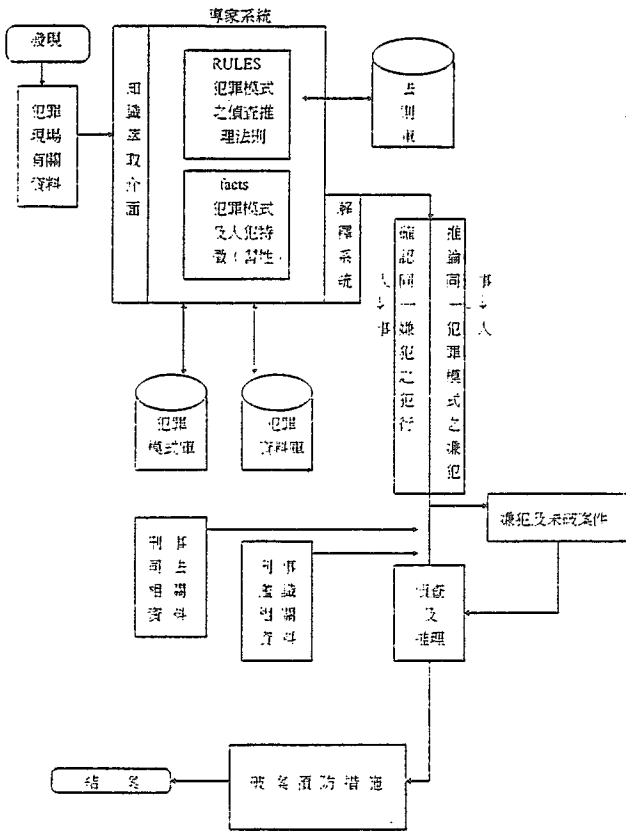 專家系統
發現
犯罪
現場
有關
資料
知識萃取介面
RULES
犯罪模式
之偵查推
理法則
facts
犯罪模式
及人犯特
徵(習性)
法則庫
解釋系統
人
事
確認同一嫌犯之犯行
推論同一犯罪模式之嫌犯
事
人
犯罪
模式庫
犯罪
資料庫
嫌犯及未破案件
刑事
司法
相關
資料
刑事
鑑識
相關
資料
偵查
及
推理
破案預防措施
結案